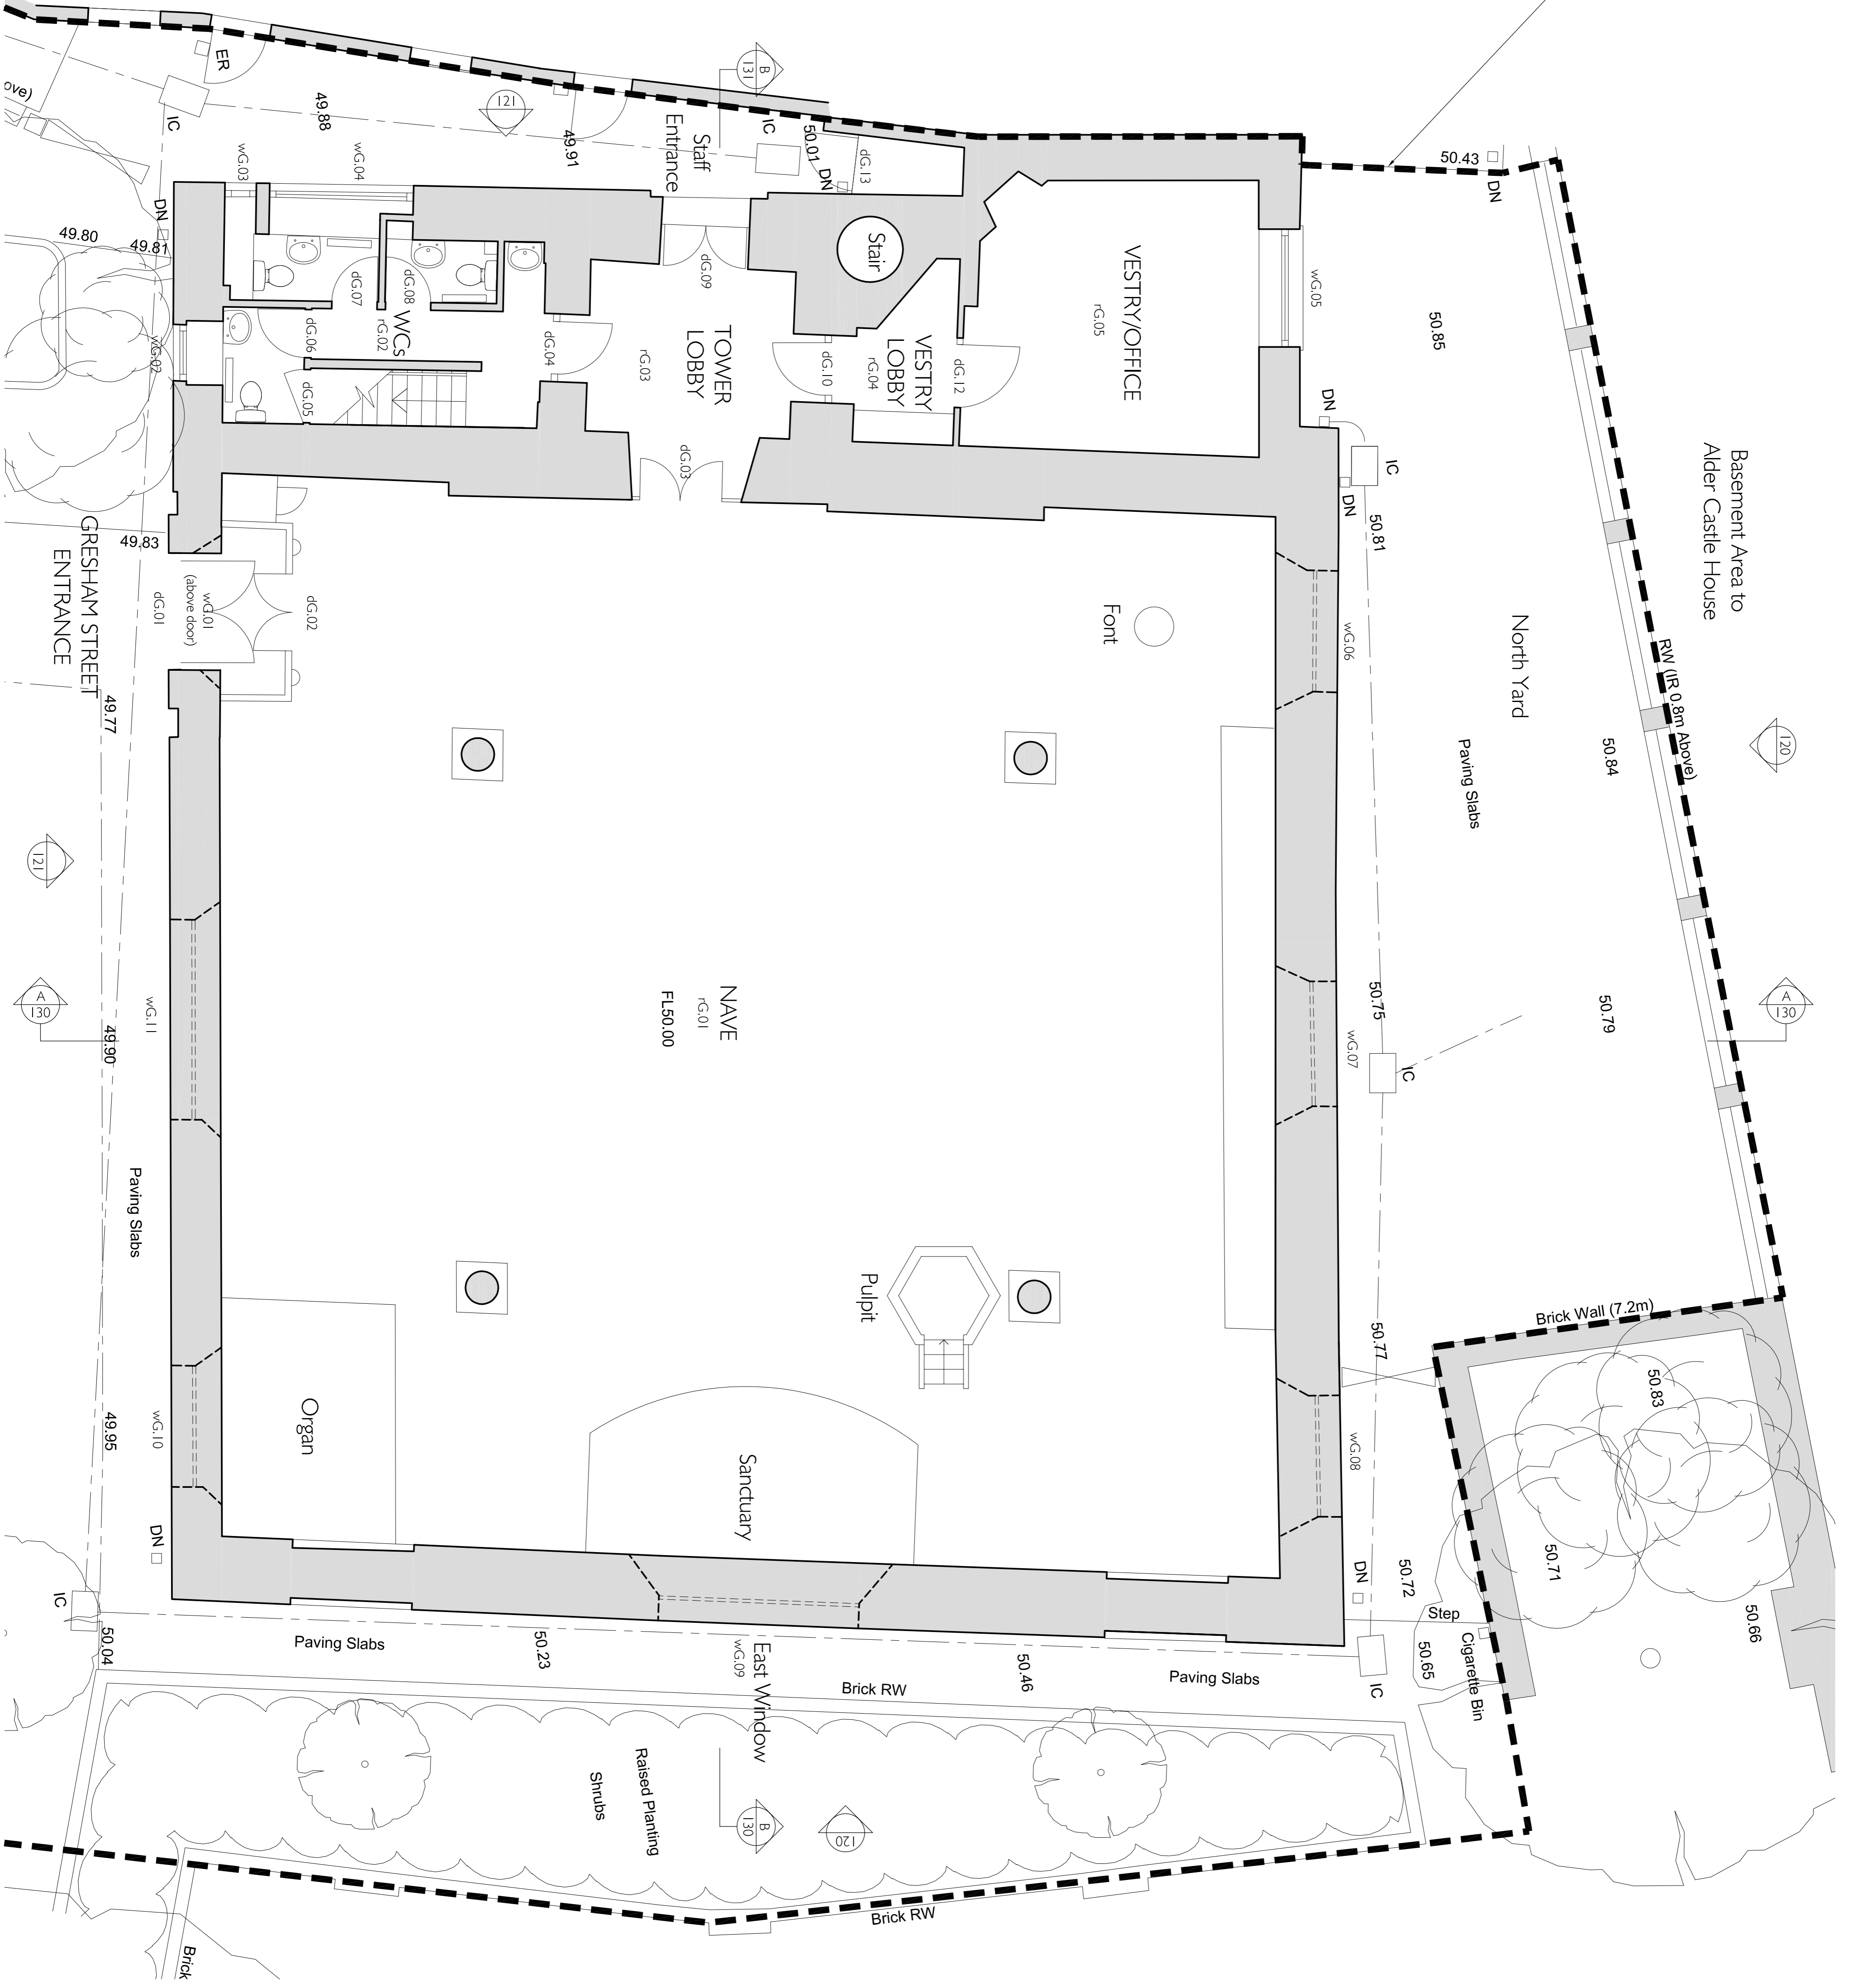 ove)
ER
IC
49.88
121
49.91
B
131
Staff
Entrance
IC
50.01
DN
dG.13
50.43
DN
wG.03
wG.04
DN
49.80
49.81
wG.02
dG.07
dG.08
WCs
rG.02
dG.06
dG.05
dG.04
dG.09
TOWER
LOBBY
rG.03
Stair
dG.10
VESTRY
LOBBY
rG.04
dG.12
VESTRY/OFFICE
rG.05
wG.05
50.85
DN
IC
DN
50.81
Basement Area to
Alder Castle House
North Yard
RW (IR 0.8m Above)
120
50.84
Paving Slabs
dG.03
49.83
GRESHAM STREET
ENTRANCE
dG.01
wG.01
(above door)
dG.02
49.77
Font
wG.06
121
A
130
wG.11
49.90
Paving Slabs
NAVE
rG.01
FL50.00
50.75
wG.07
IC
50.79
A
130
Pulpit
50.77
Brick Wall (7.2m)
50.83
Organ
Sanctuary
wG.10
49.95
DN
IC
50.04
wG.08
DN
50.72
Step
50.71
50.66
Cigarette Bin
50.65
IC
Paving Slabs
50.23
East Window
wG.09
Brick RW
50.46
Paving Slabs
Raised Planting
Shrubs
B
130
120
Brick RW
Brick